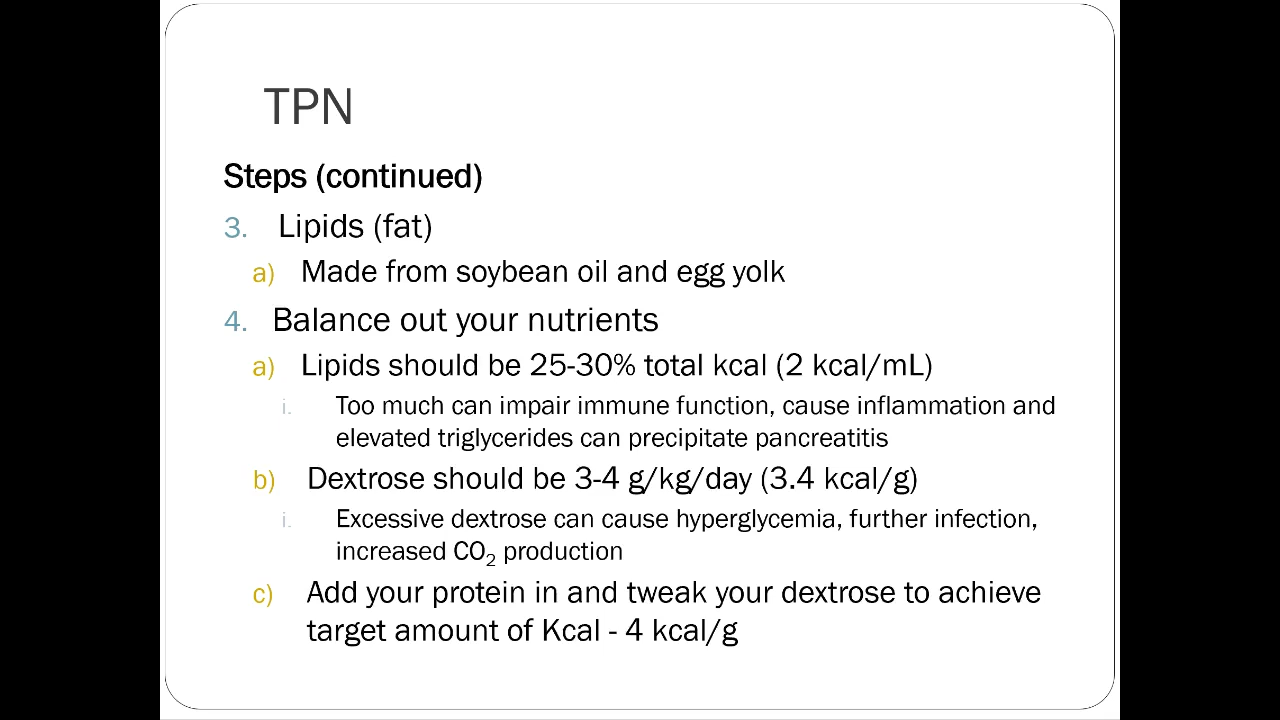 TPN
Steps (continued)
3. Lipids (fat)
a) Made from soybean oil and egg yolk
4. Balance out your nutrients
a) Lipids should be 25-30% total kcal (2 kcal/mL)
i. Too much can impair immune function, cause inflammation and
elevated triglycerides can precipitate pancreatitis
b) Dextrose should be 3-4 g/kg/day (3.4 kcal/g)
i. Excessive dextrose can cause hyperglycemia, further infection,
increased CO₂ production
c) Add your protein in and tweak your dextrose to achieve
target amount of Kcal - 4 kcal/g